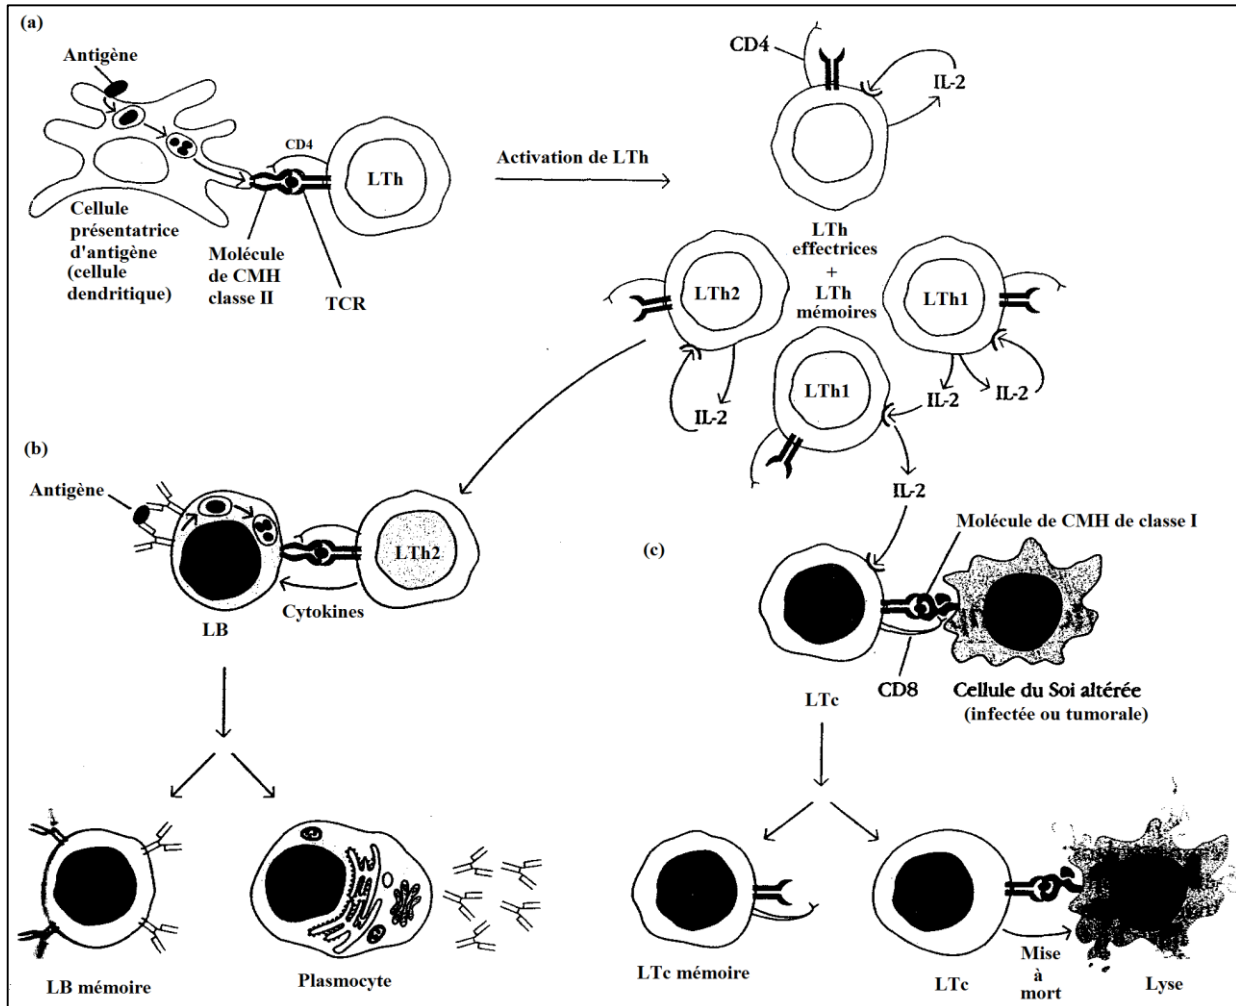 (a)
Antigène
CD4
LTh
Cellule
présentatrice
d'antigène
(cellule
dendritique)
Molécule
de CMH
classe II
TCR
Activation de LTh
CD4
IL-2
LTh
effectrices
+
LTh
mémoires
LTh2
LTh1
LTh1
IL-2
IL-2
IL-2
IL-2
(b)
Antigène
LTh2
Cytokines
LB
LB mémoire
Plasmocyte
(c)
Molécule de CMH de classe I
LTc
CD8
Cellule du Soi altérée
(infectée ou tumorale)
LTc mémoire
LTc
Mise
à
mort
Lyse